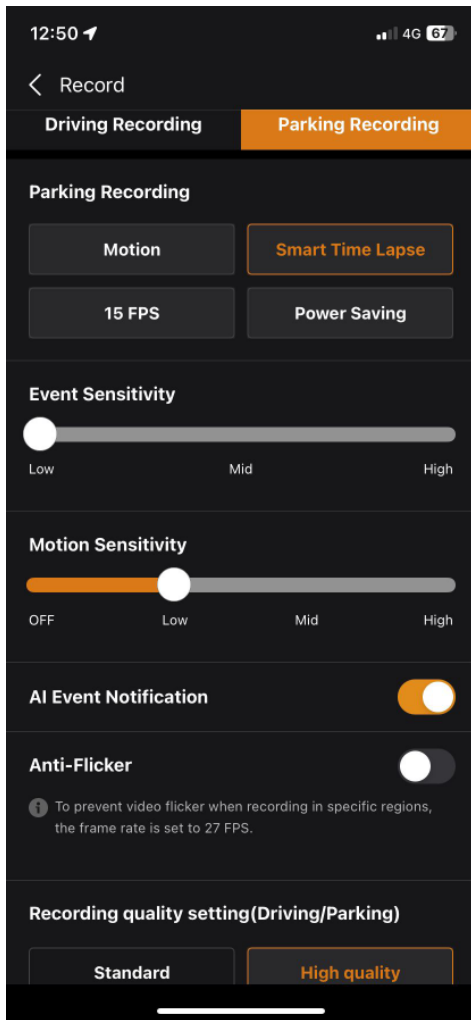 12:50 4G 67
Record
Driving Recording Parking Recording
Parking Recording
Motion Smart Time Lapse
15 FPS Power Saving
Event Sensitivity
Low Mid High
Motion Sensitivity
OFF Low Mid High
AI Event Notification
Anti-Flicker
To prevent video flicker when recording in specific regions,
the frame rate is set to 27 FPS.
Recording quality setting(Driving/Parking)
Standard High quality